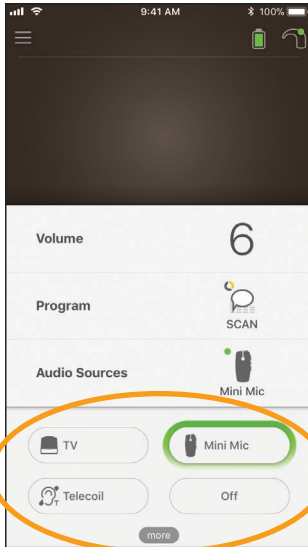 9:41 AM 100%
Volume 6
Program
SCAN
Audio Sources
Mini Mic
TV Mini Mic
T Telecoil Off
more